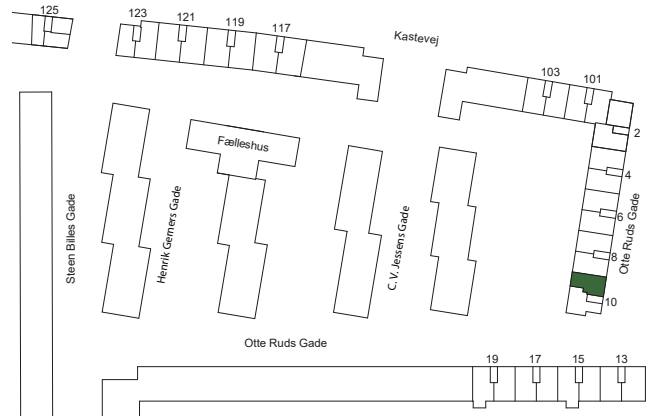 125
123
121
119
117
Kastevej
103
101
2
4
6
8
10
Otte Ruds Gade
Fælleshus
Steen Billes Gade
Henrik Gerners Gade
C.V. Jessens Gade
Otte Ruds Gade
19
17
15
13